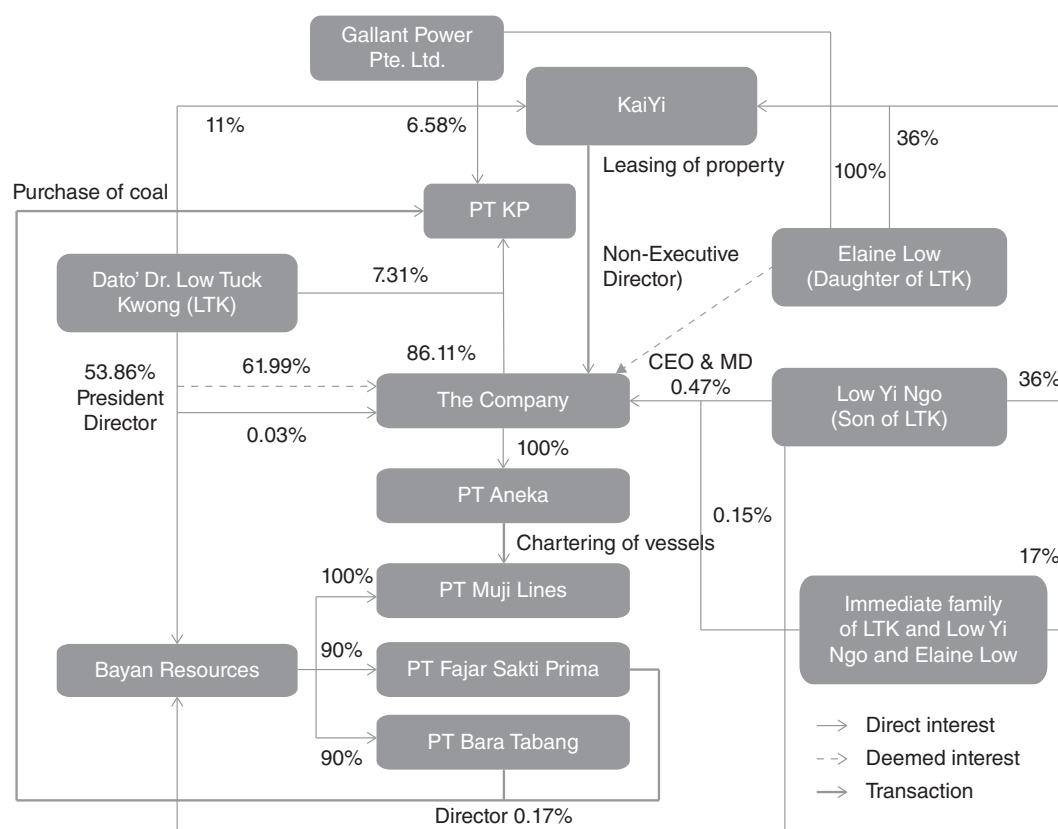 Gallant Power
Pte. Ltd.
KaiYi
11%
6.58%
36%
Leasing of property
100%
Purchase of coal
PT KP
Non-Executive
Director)
Elaine Low
(Daughter of LTK)
Dato’ Dr. Low Tuck
Kwong (LTK)
7.31%
53.86%
President
Director
61.99%
86.11%
CEO & MD
0.47%
The Company
Low Yi Ngo
(Son of LTK)
36%
0.03%
100%
PT Aneka
0.15%
Chartering of vessels
17%
100%
PT Muji Lines
Immediate family
of LTK and Low Yi
Ngo and Elaine Low
Bayan Resources
90%
PT Fajar Sakti Prima
90%
PT Bara Tabang
Direct interest
Deemed interest
Transaction
Director 0.17%